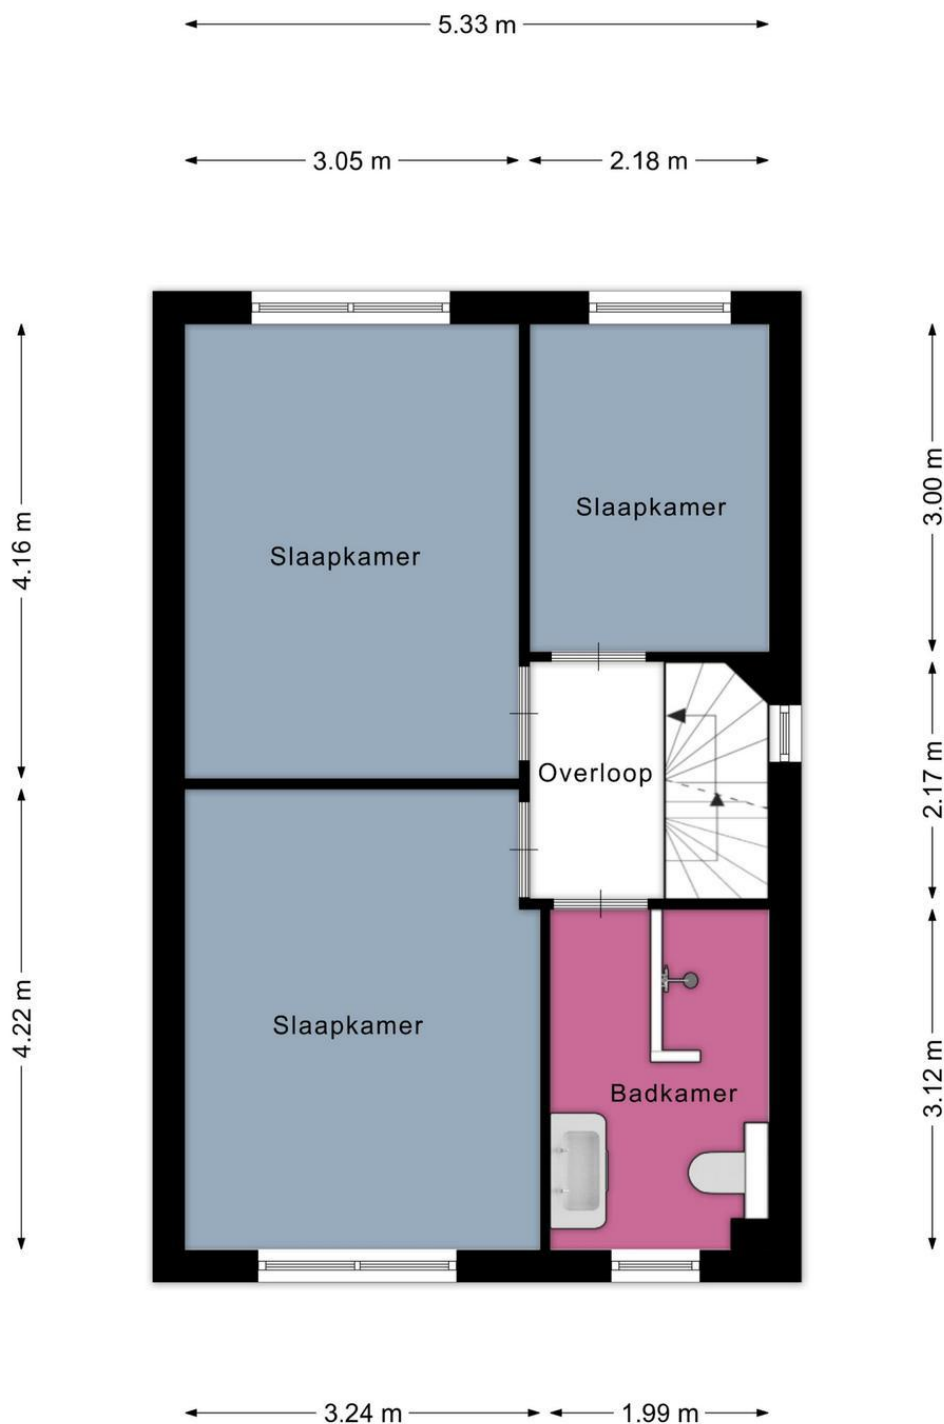 5.33 m
3.05 m
2.18 m
4.16 m
3.00 m
Slaapkamer
Slaapkamer
Overloop
2.17 m
4.22 m
Slaapkamer
Badkamer
3.12 m
3.24 m
1.99 m